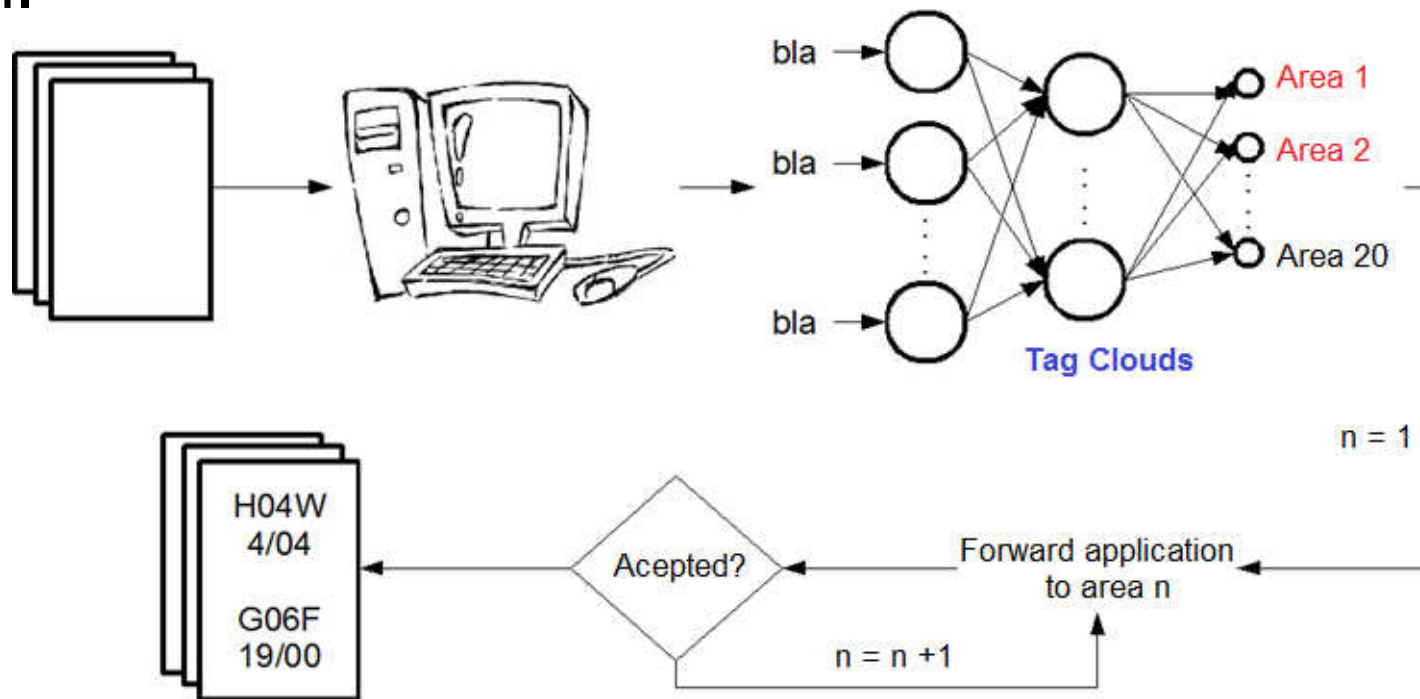 bla
Area 1
bla
Area 2
Area 20
bla
Tag Clouds
n = 1
H04W
4/04
G06F
19/00
Acepted?
Forward application
to area n
n = n +1